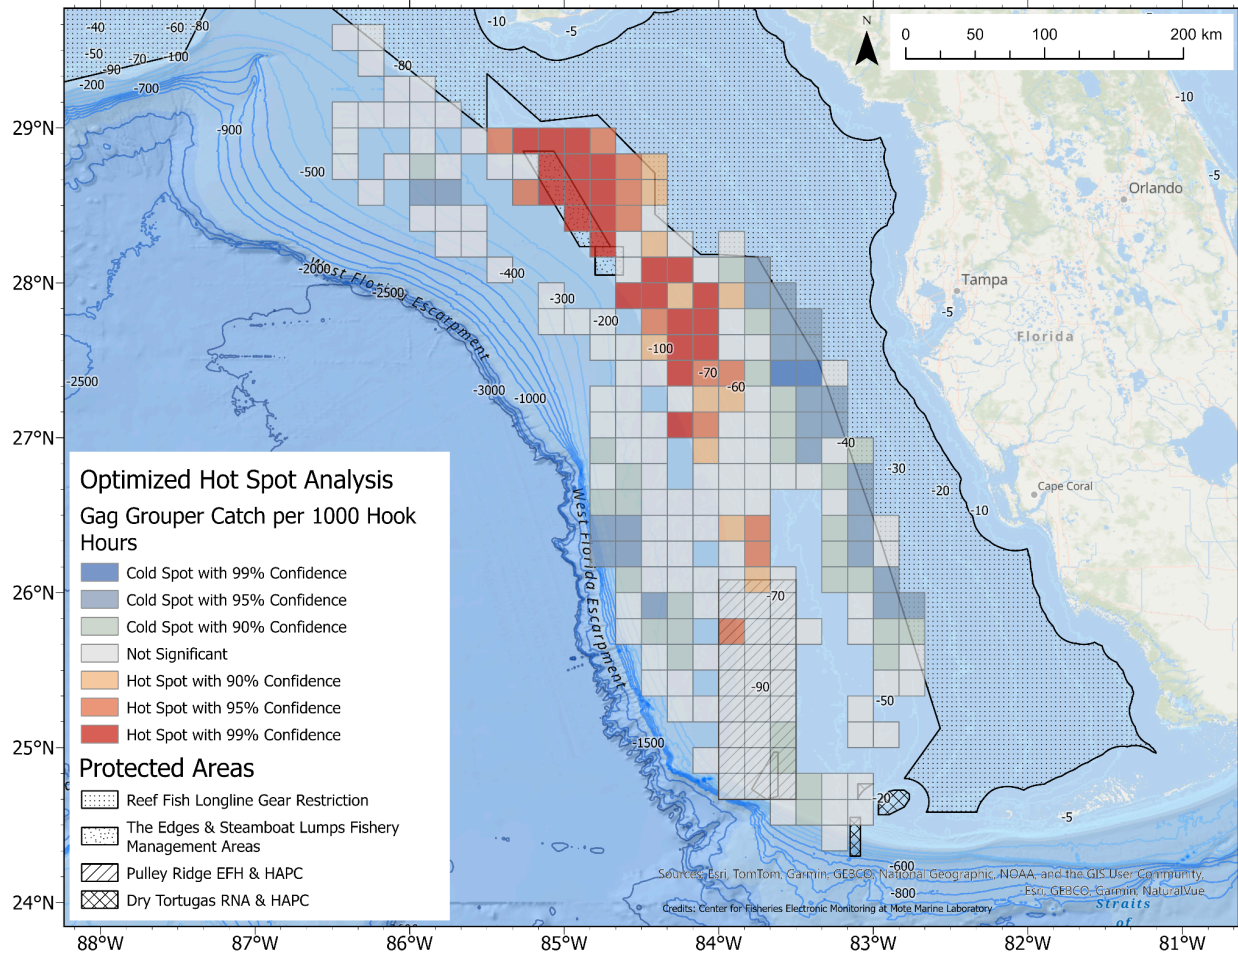 -40
-60
-80
-10
-5
N
0
50
100
200 km
-50
-70
-100
-90
-80
-200
-700
-10
29°N
-900
-500
-5
Orlando
28°N
-2000
West Florida Escarpment
-400
Tampa
-2500
-300
-200
-5
Florida
-100
-2500
-70
-60
-3000
-1000
27°N
-40
-30
-20
Cape Coral
-10
West Florida Escarpment
26°N
-70
-90
-50
25°N
-1500
-20
-5
-600
-800
24°N
Optimized Hot Spot Analysis
Gag Grouper Catch per 1000 Hook
Hours
Cold Spot with 99% Confidence
Cold Spot with 95% Confidence
Cold Spot with 90% Confidence
Not Significant
Hot Spot with 90% Confidence
Hot Spot with 95% Confidence
Hot Spot with 99% Confidence
Protected Areas
Reef Fish Longline Gear Restriction
The Edges & Steamboat Lumps Fishery
Management Areas
Pulley Ridge EFH & HAPC
Dry Tortugas RNA & HAPC
Sources: Esri, TomTom, Garmin, GEBCO, National Geographic, NOAA, and the GIS User Community,
Esri, GEBCO, Garmin, NaturalVue
Credits: Center for Fisheries Electronic Monitoring at Mote Marine Laboratory
Straits
of
88°W
87°W
86°W
85°W
84°W
83°W
82°W
81°W